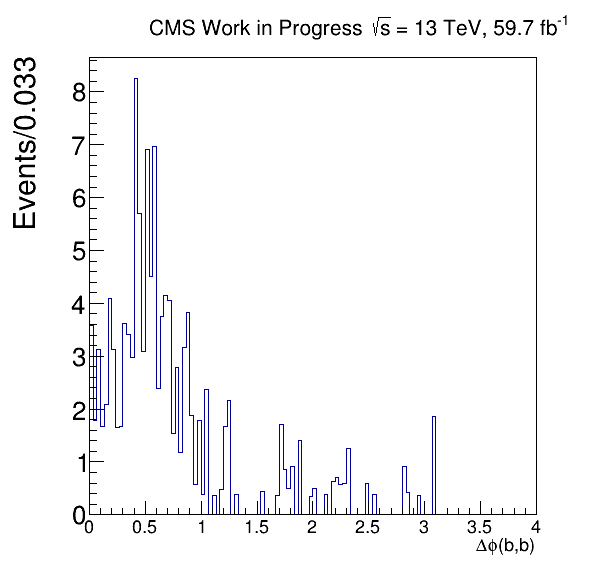 CMS Work in Progress √s = 13 TeV, 59.7 fb⁻¹
Events/0.033
8
7
6
5
4
3
2
1
0
0 0.5 1 1.5 2 2.5 3 3.5 4
Δϕ(b,b)